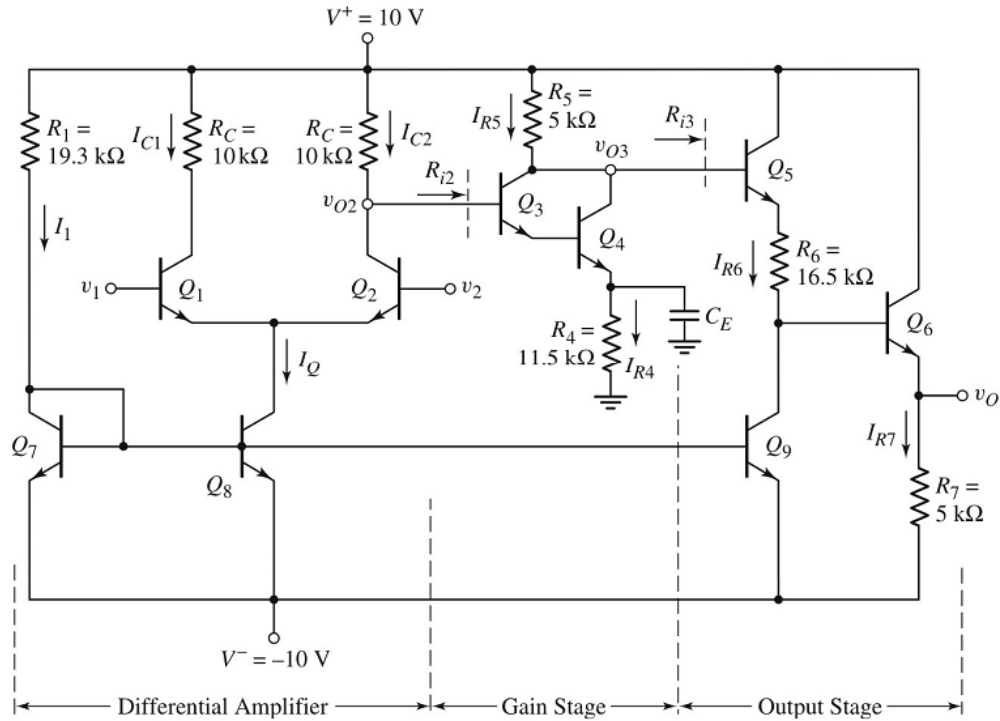 V⁺ = 10 V
R₁ =
19.3 kΩ
I_C1
R_C =
10 kΩ
R_C =
10 kΩ
I_C2
I_R5
R₅ =
5 kΩ
R_i3
v_O3
R_i2
v_O2
Q₃
Q₄
Q₅
I₁
v₁
Q₁
Q₂
v₂
I_R6
R₆ =
16.5 kΩ
C_E
R₄ =
11.5 kΩ
I_R4
Q₆
I_Q
v_O
Q₇
Q₈
Q₉
I_R7
R₇ =
5 kΩ
V⁻ = –10 V
Differential Amplifier
Gain Stage
Output Stage